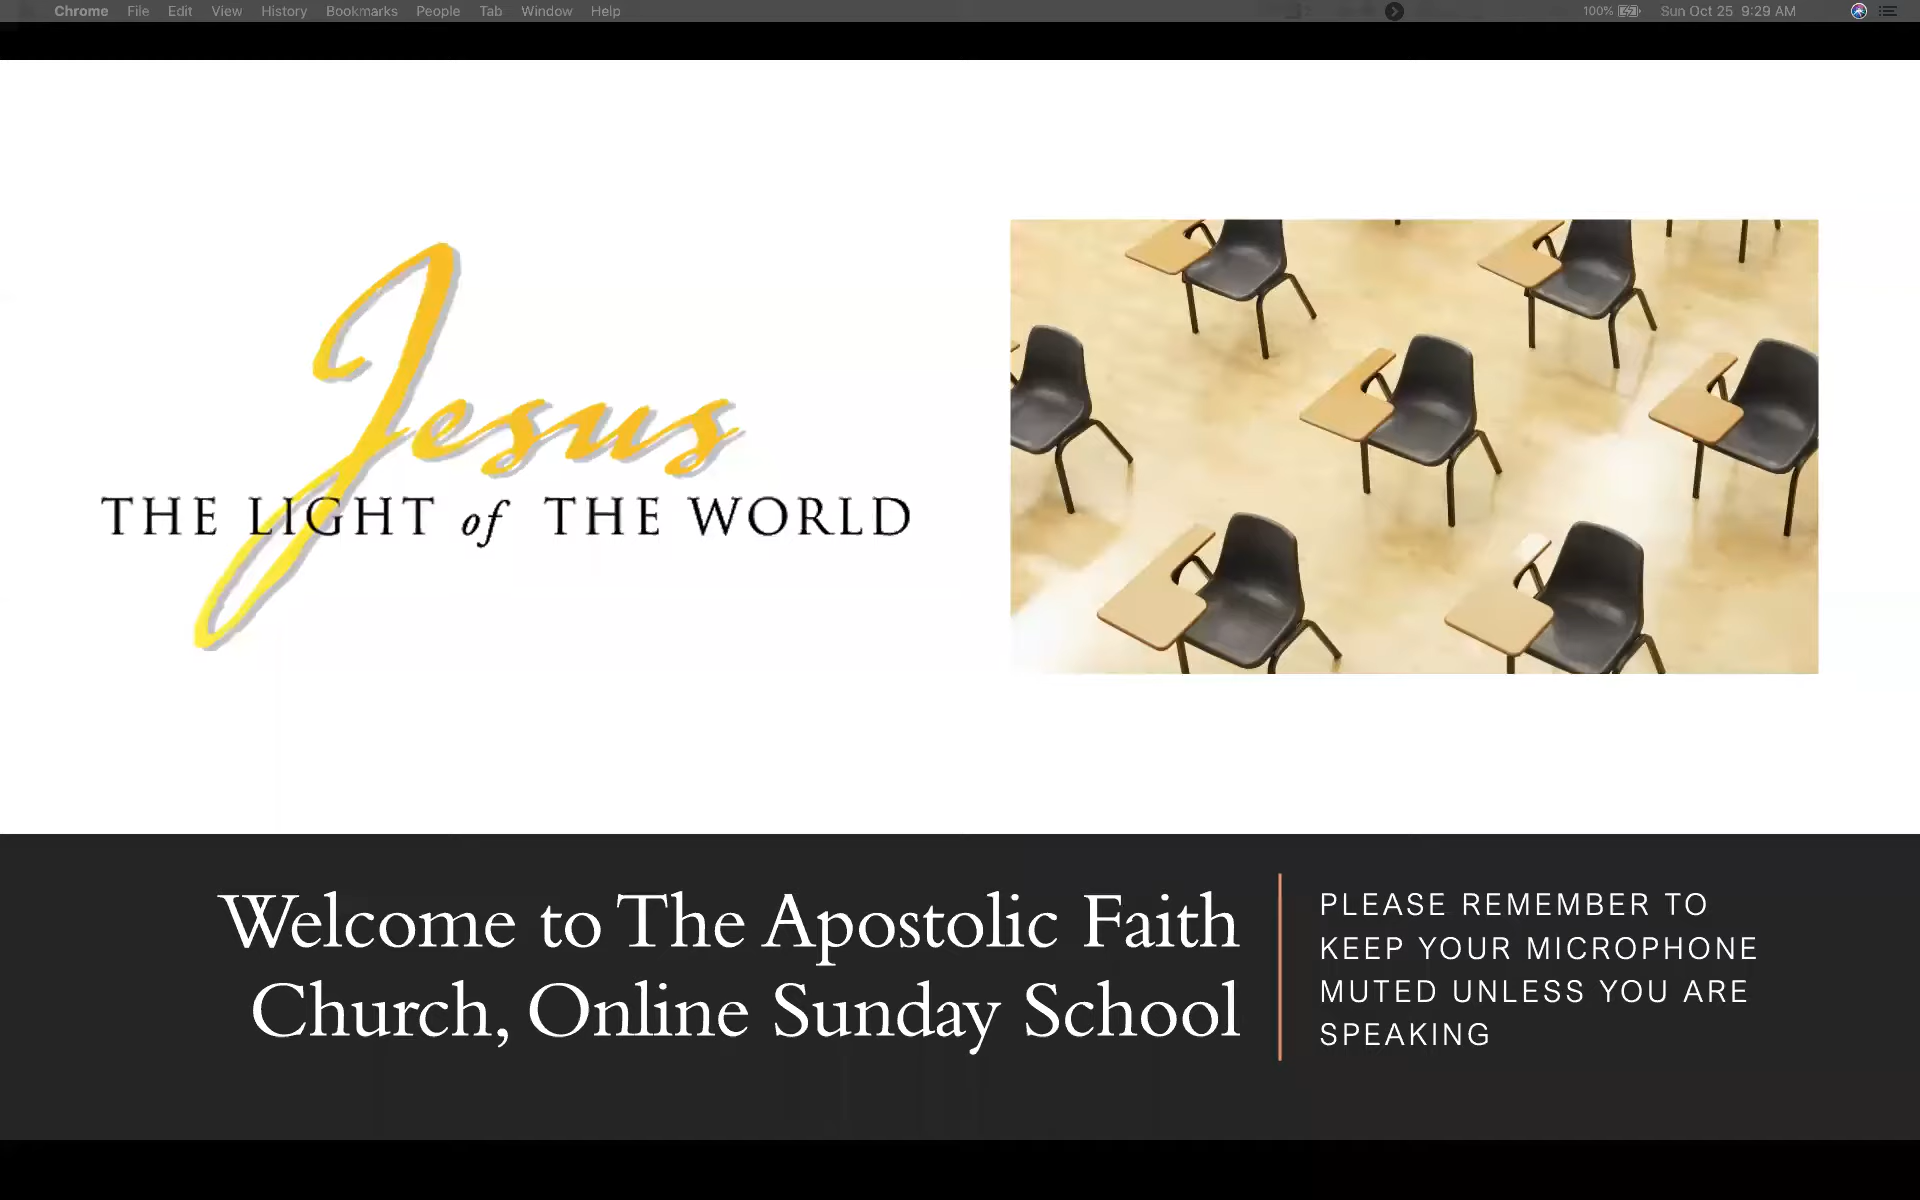 Chrome File Edit View History Bookmarks People Tab Window Help 100% Sun Oct 25 9:29 AM
Jesus
THE LIGHT of THE WORLD
Welcome to The Apostolic Faith
Church, Online Sunday School
PLEASE REMEMBER TO
KEEP YOUR MICROPHONE
MUTED UNLESS YOU ARE
SPEAKING